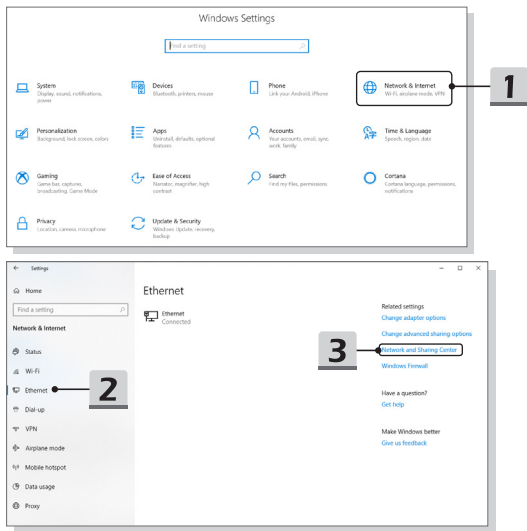 Windows Settings
Find a setting
System
Display, sound, notifications,
power
Devices
Bluetooth, printers, mouse
Phone
Link your Android, iPhone
Network & Internet
Wi-Fi, airplane mode, VPN
1
Personalization
Background, lock screen, colors
Apps
Uninstall, defaults, optional
features
Accounts
Your accounts, email, sync,
work, family
Time & Language
Speech, region, date
Gaming
Game bar, captures,
broadcasting, Game Mode
Ease of Access
Narrator, magnifier, high
contrast
Search
Find my files, permissions
Cortana
Cortana language, permissions,
notifications
Privacy
Location, camera, microphone
Update & Security
Windows Update, recovery,
backup
Settings
Home
Find a setting
Network & Internet
Status
Wi-Fi
Ethernet
2
Dial-up
VPN
Airplane mode
Mobile hotspot
Data usage
Proxy
Ethernet
Ethernet
Connected
Related settings
Change adapter options
Change advanced sharing options
3
Network and Sharing Center
Windows Firewall
Have a question?
Get help
Make Windows better
Give us feedback